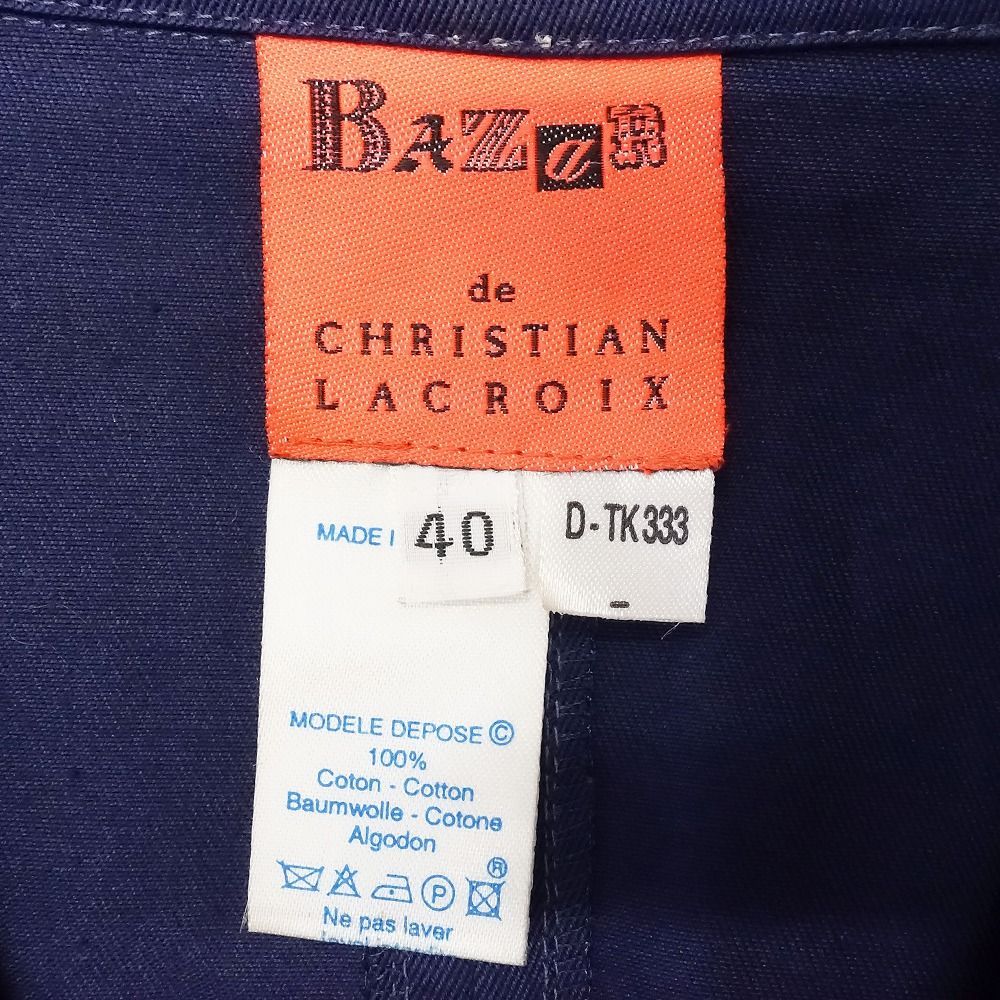 BAZaR
de
CHRISTIAN
LACROIX
MADE I
40
D-TK333
MODELE DEPOSE ©
100%
Coton - Cotton
Baumwolle - Cotone
Algodon
P
®
Ne pas laver